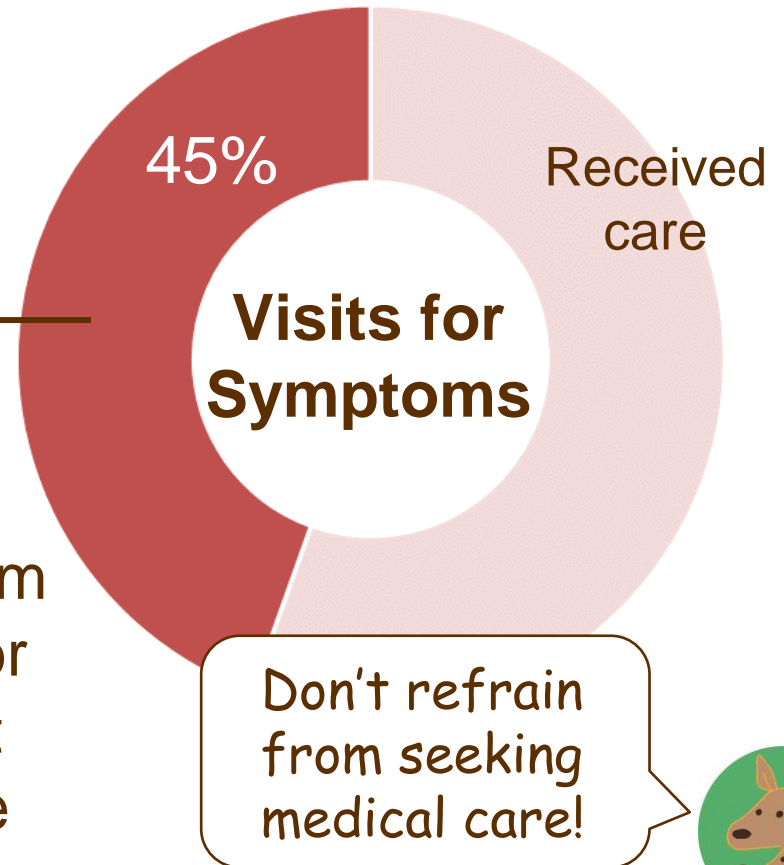 45%
Received
care
Visits for
Symptoms
Don't refrain
from seeking
medical care!